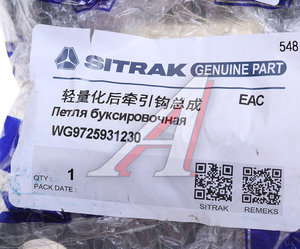 548
SITRAK GENUINE PART
轻量化后牵引钩总成 EAC
Петля буксировочная
WG9725931230
QTY : 1
PACK DATE :
SITRAK REMEKS